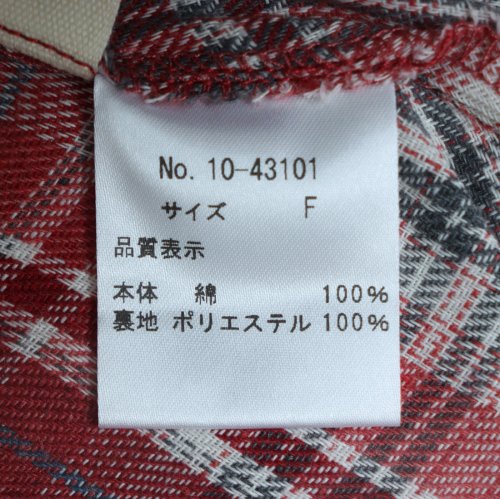 No. 10-43101
サイズ F
品質表示
本体 綿 100%
裏地 ポリエステル 100%